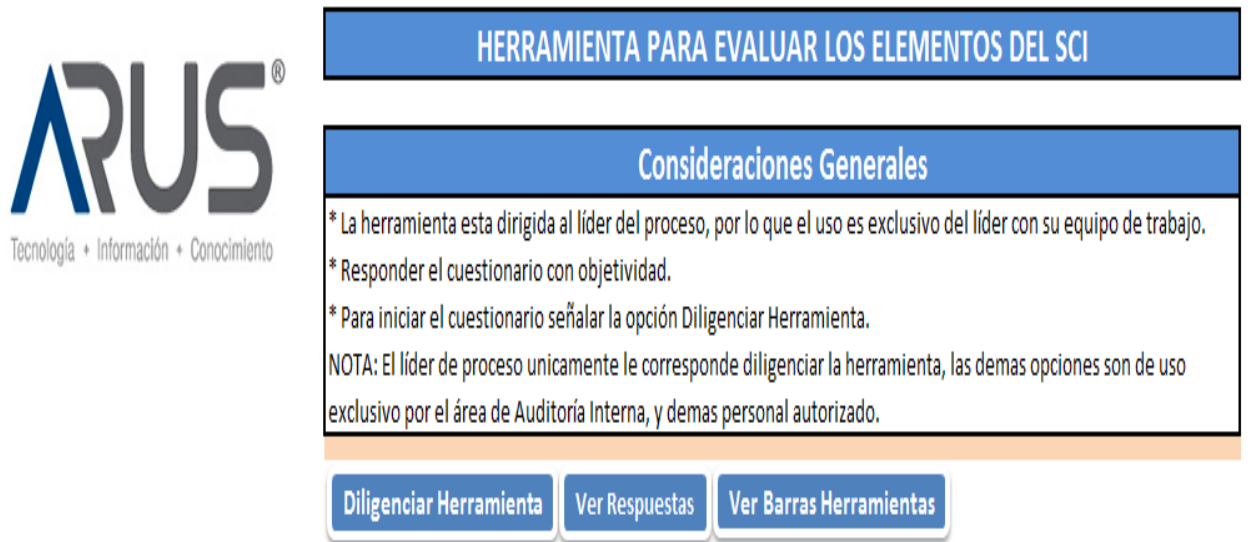 ARUS®
Tecnología + Información + Conocimiento
HERRAMIENTA PARA EVALUAR LOS ELEMENTOS DEL SCI
Consideraciones Generales
* La herramienta esta dirigida al líder del proceso, por lo que el uso es exclusivo del líder con su equipo de trabajo.
* Responder el cuestionario con objetividad.
* Para iniciar el cuestionario señalar la opción Diligenciar Herramienta.
NOTA: El líder de proceso unicamente le corresponde diligenciar la herramienta, las demas opciones son de uso
exclusivo por el área de Auditoría Interna, y demas personal autorizado.
Diligenciar Herramienta
Ver Respuestas
Ver Barras Herramientas